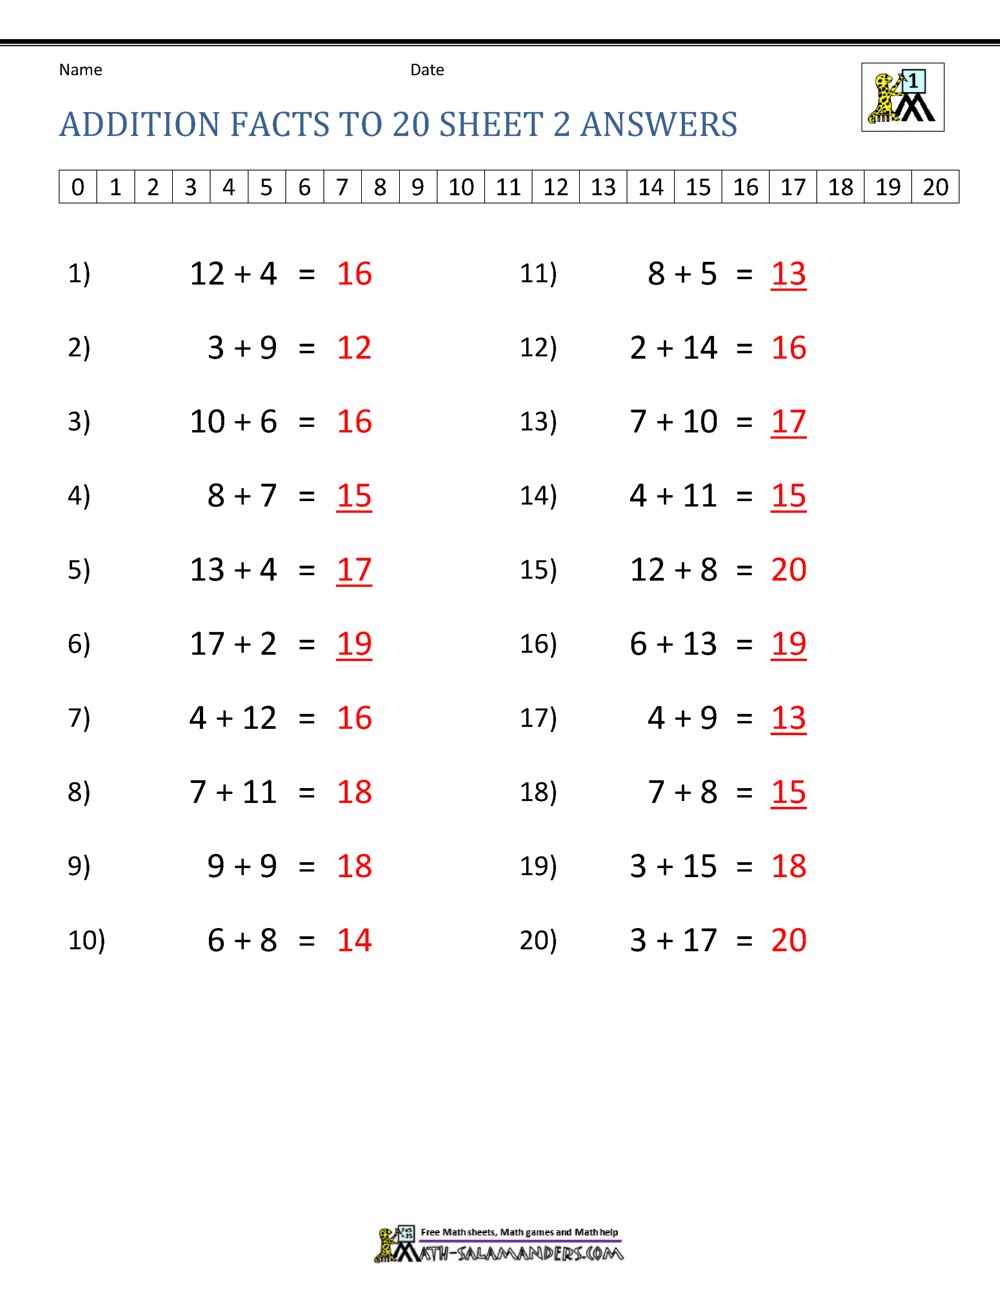 Name Date
1
ADDITION FACTS TO 20 SHEET 2 ANSWERS
0 1 2 3 4 5 6 7 8 9 10 11 12 13 14 15 16 17 18 19 20
1) 12 + 4 = 16
2) 3 + 9 = 12
3) 10 + 6 = 16
4) 8 + 7 = 15
5) 13 + 4 = 17
6) 17 + 2 = 19
7) 4 + 12 = 16
8) 7 + 11 = 18
9) 9 + 9 = 18
10) 6 + 8 = 14
11) 8 + 5 = 13
12) 2 + 14 = 16
13) 7 + 10 = 17
14) 4 + 11 = 15
15) 12 + 8 = 20
16) 6 + 13 = 19
17) 4 + 9 = 13
18) 7 + 8 = 15
19) 3 + 15 = 18
20) 3 + 17 = 20
Free Math sheets, Math games and Math help
MATH-SALAMANDERS.COM